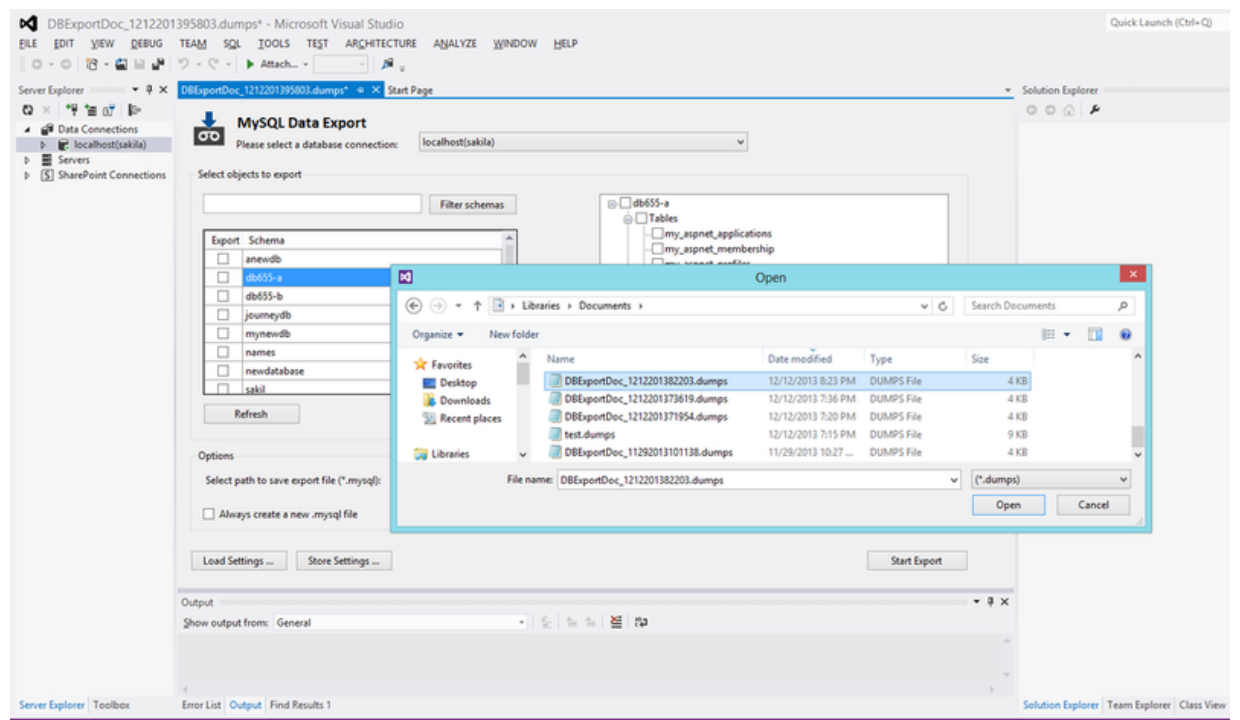 DBExportDoc_1212201395803.dumps* - Microsoft Visual Studio
Quick Launch (Ctrl+Q)
FILE EDIT VIEW DEBUG TEAM SQL TOOLS TEST ARCHITECTURE ANALYZE WINDOW HELP
Attach...
Server Explorer
DBExportDoc_1212201395803.dumps* Start Page
Solution Explorer
Data Connections
localhost(sakila)
Servers
SharePoint Connections
MySQL Data Export
Please select a database connection: localhost(sakila)
Select objects to export
Filter schemas
Export Schema
anewdb
db655-a
db655-b
journeydb
mynewdb
names
newdatabase
sakil
Refresh
db655-a
Tables
my_aspnet_applications
my_aspnet_membership
my_aspnet_profiles
Options
Select path to save export file (*.mysql):
Always create a new .mysql file
Load Settings ... Store Settings ... Start Export
Open
Libraries Documents
Search Documents
Organize New folder
Favorites
Desktop
Downloads
Recent places
Libraries
Name Date modified Type Size
DBExportDoc_1212201382203.dumps 12/12/2013 8:23 PM DUMPS File 4 KB
DBExportDoc_1212201373619.dumps 12/12/2013 7:36 PM DUMPS File 4 KB
DBExportDoc_1212201371954.dumps 12/12/2013 7:20 PM DUMPS File 4 KB
test.dumps 12/12/2013 7:15 PM DUMPS File 9 KB
DBExportDoc_11292013101138.dumps 11/29/2013 10:27 ... DUMPS File 4 KB
File name: DBExportDoc_1212201382203.dumps (*.dumps)
Open Cancel
Output
Show output from: General
Server Explorer Toolbox
Error List Output Find Results 1
Solution Explorer Team Explorer Class View